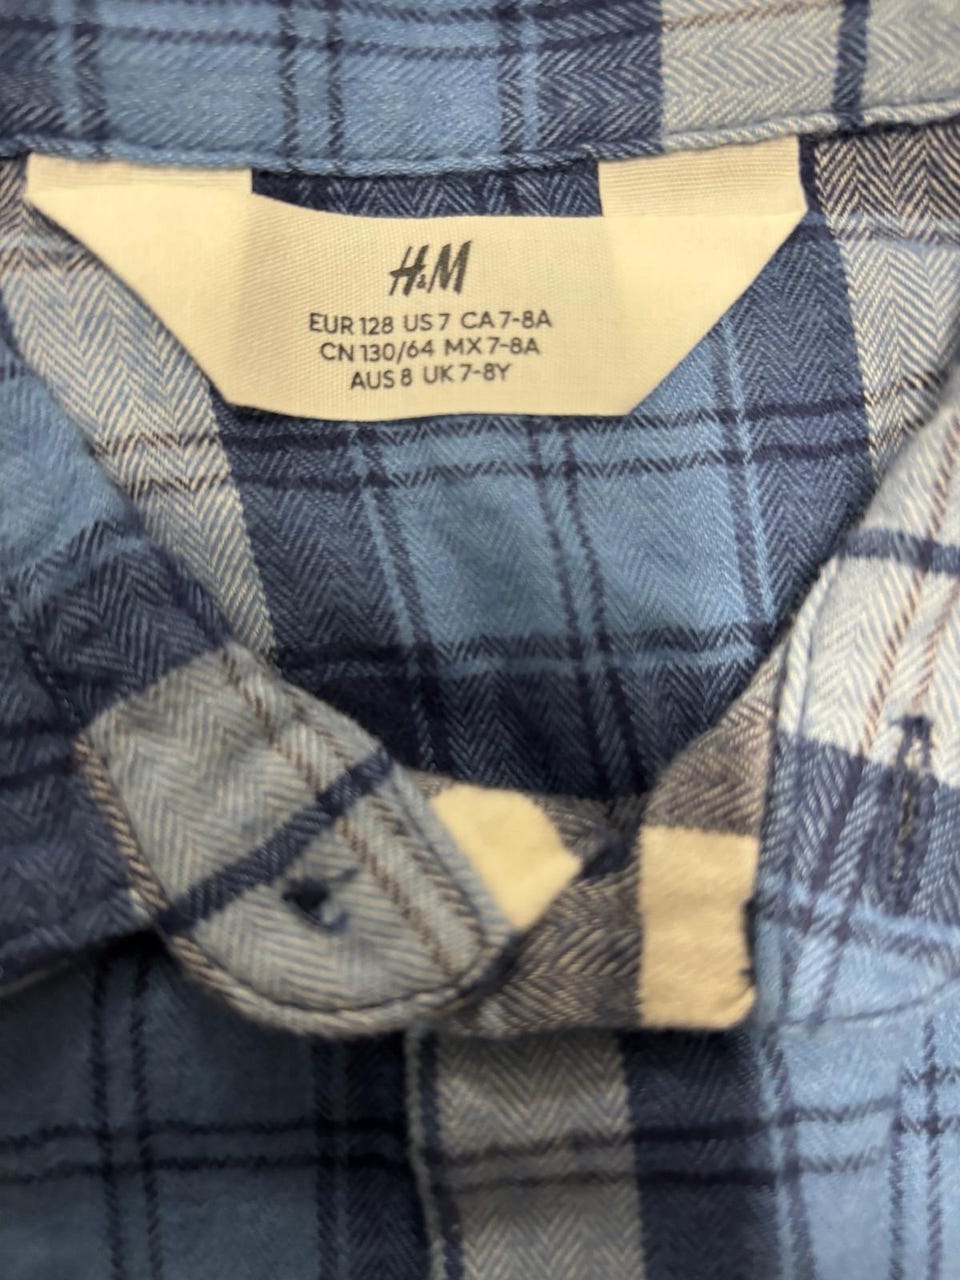 H&M
EUR 128 US 7 CA 7-8A
CN 130/64 MX 7-8A
AUS 8 UK 7-8Y